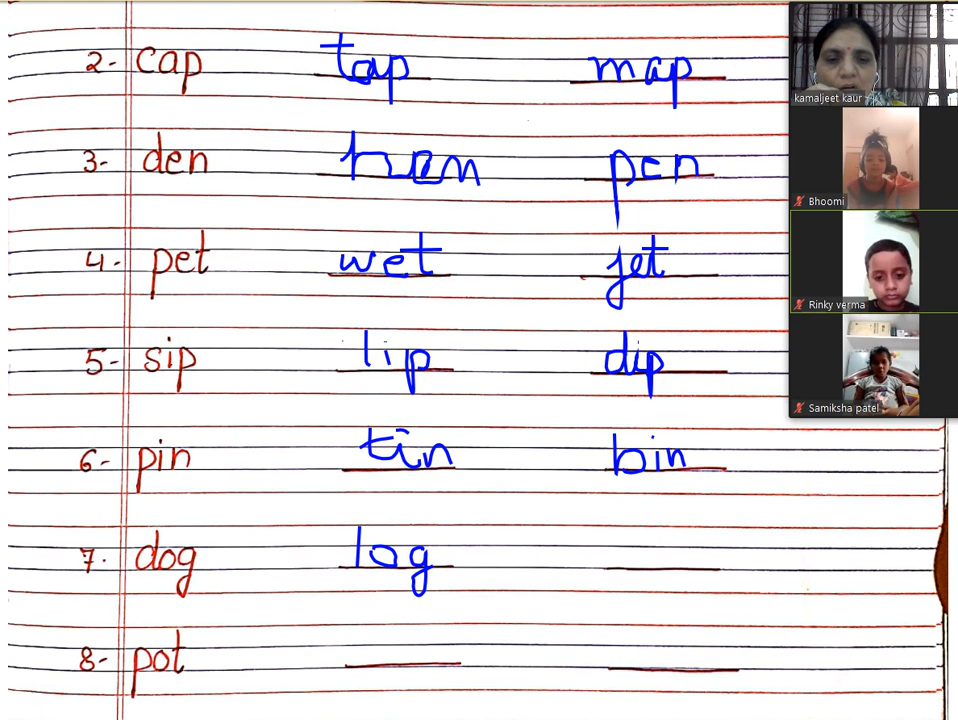 2- cap tap map
3- den hen pen
4- pet wet jet
5- sip lip dip
6- pin tin bin
7. dog log
8- pot
kamaljeet kaur
Bhoomi
Rinky verma
Samiksha patel